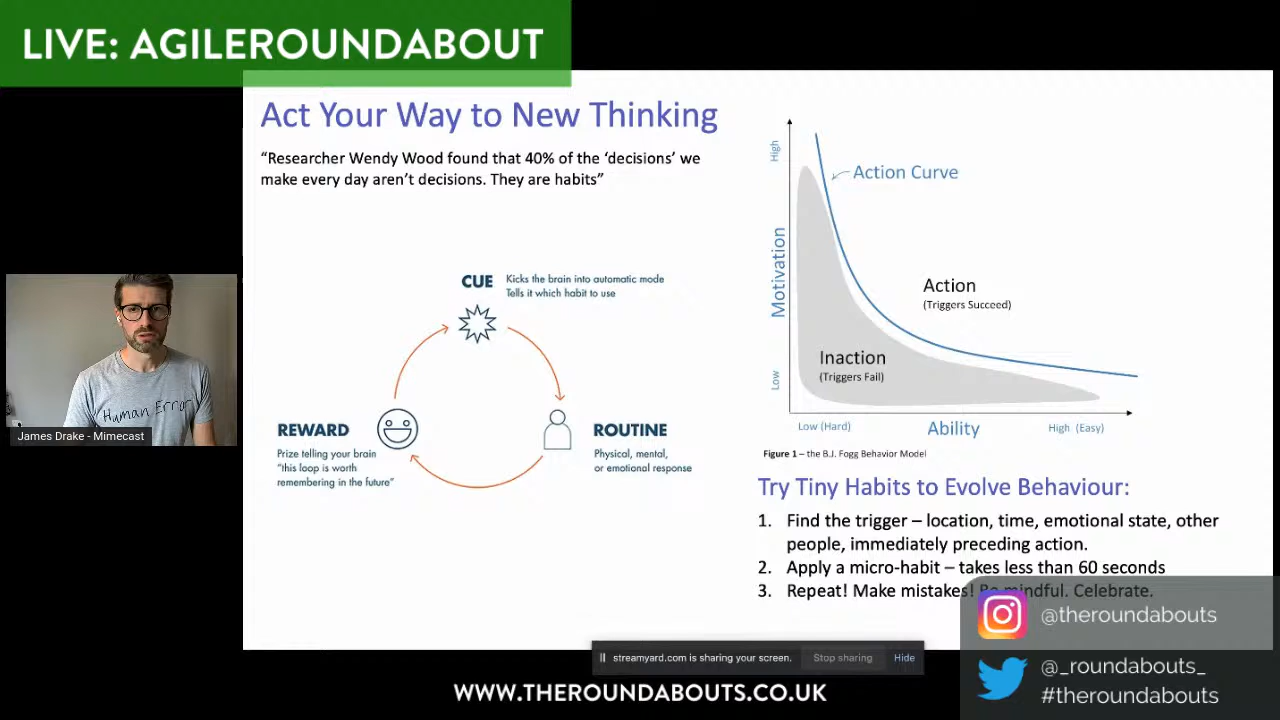 LIVE: AGILEROUNDABOUT
Act Your Way to New Thinking
“Researcher Wendy Wood found that 40% of the ‘decisions’ we
make every day aren’t decisions. They are habits”
CUE
Kicks the brain into automatic mode
Tells it which habit to use
REWARD
Prize telling your brain
“this loop is worth
remembering in the future”
ROUTINE
Physical, mental,
or emotional response
High
Motivation
Low
Action Curve
Action
(Triggers Succeed)
Inaction
(Triggers Fail)
Low (Hard)
Ability
High (Easy)
Figure 1 – the B.J. Fogg Behavior Model
Try Tiny Habits to Evolve Behaviour:
1. Find the trigger – location, time, emotional state, other
people, immediately preceding action.
2. Apply a micro-habit – takes less than 60 seconds
3. Repeat! Make mistakes! Be mindful. Celebrate.
Human Error
James Drake - Mimecast
streamyard.com is sharing your screen.
Stop sharing
Hide
@theroundabouts
@_roundabouts_
#theroundabouts
WWW.THEROUNDABOUTS.CO.UK